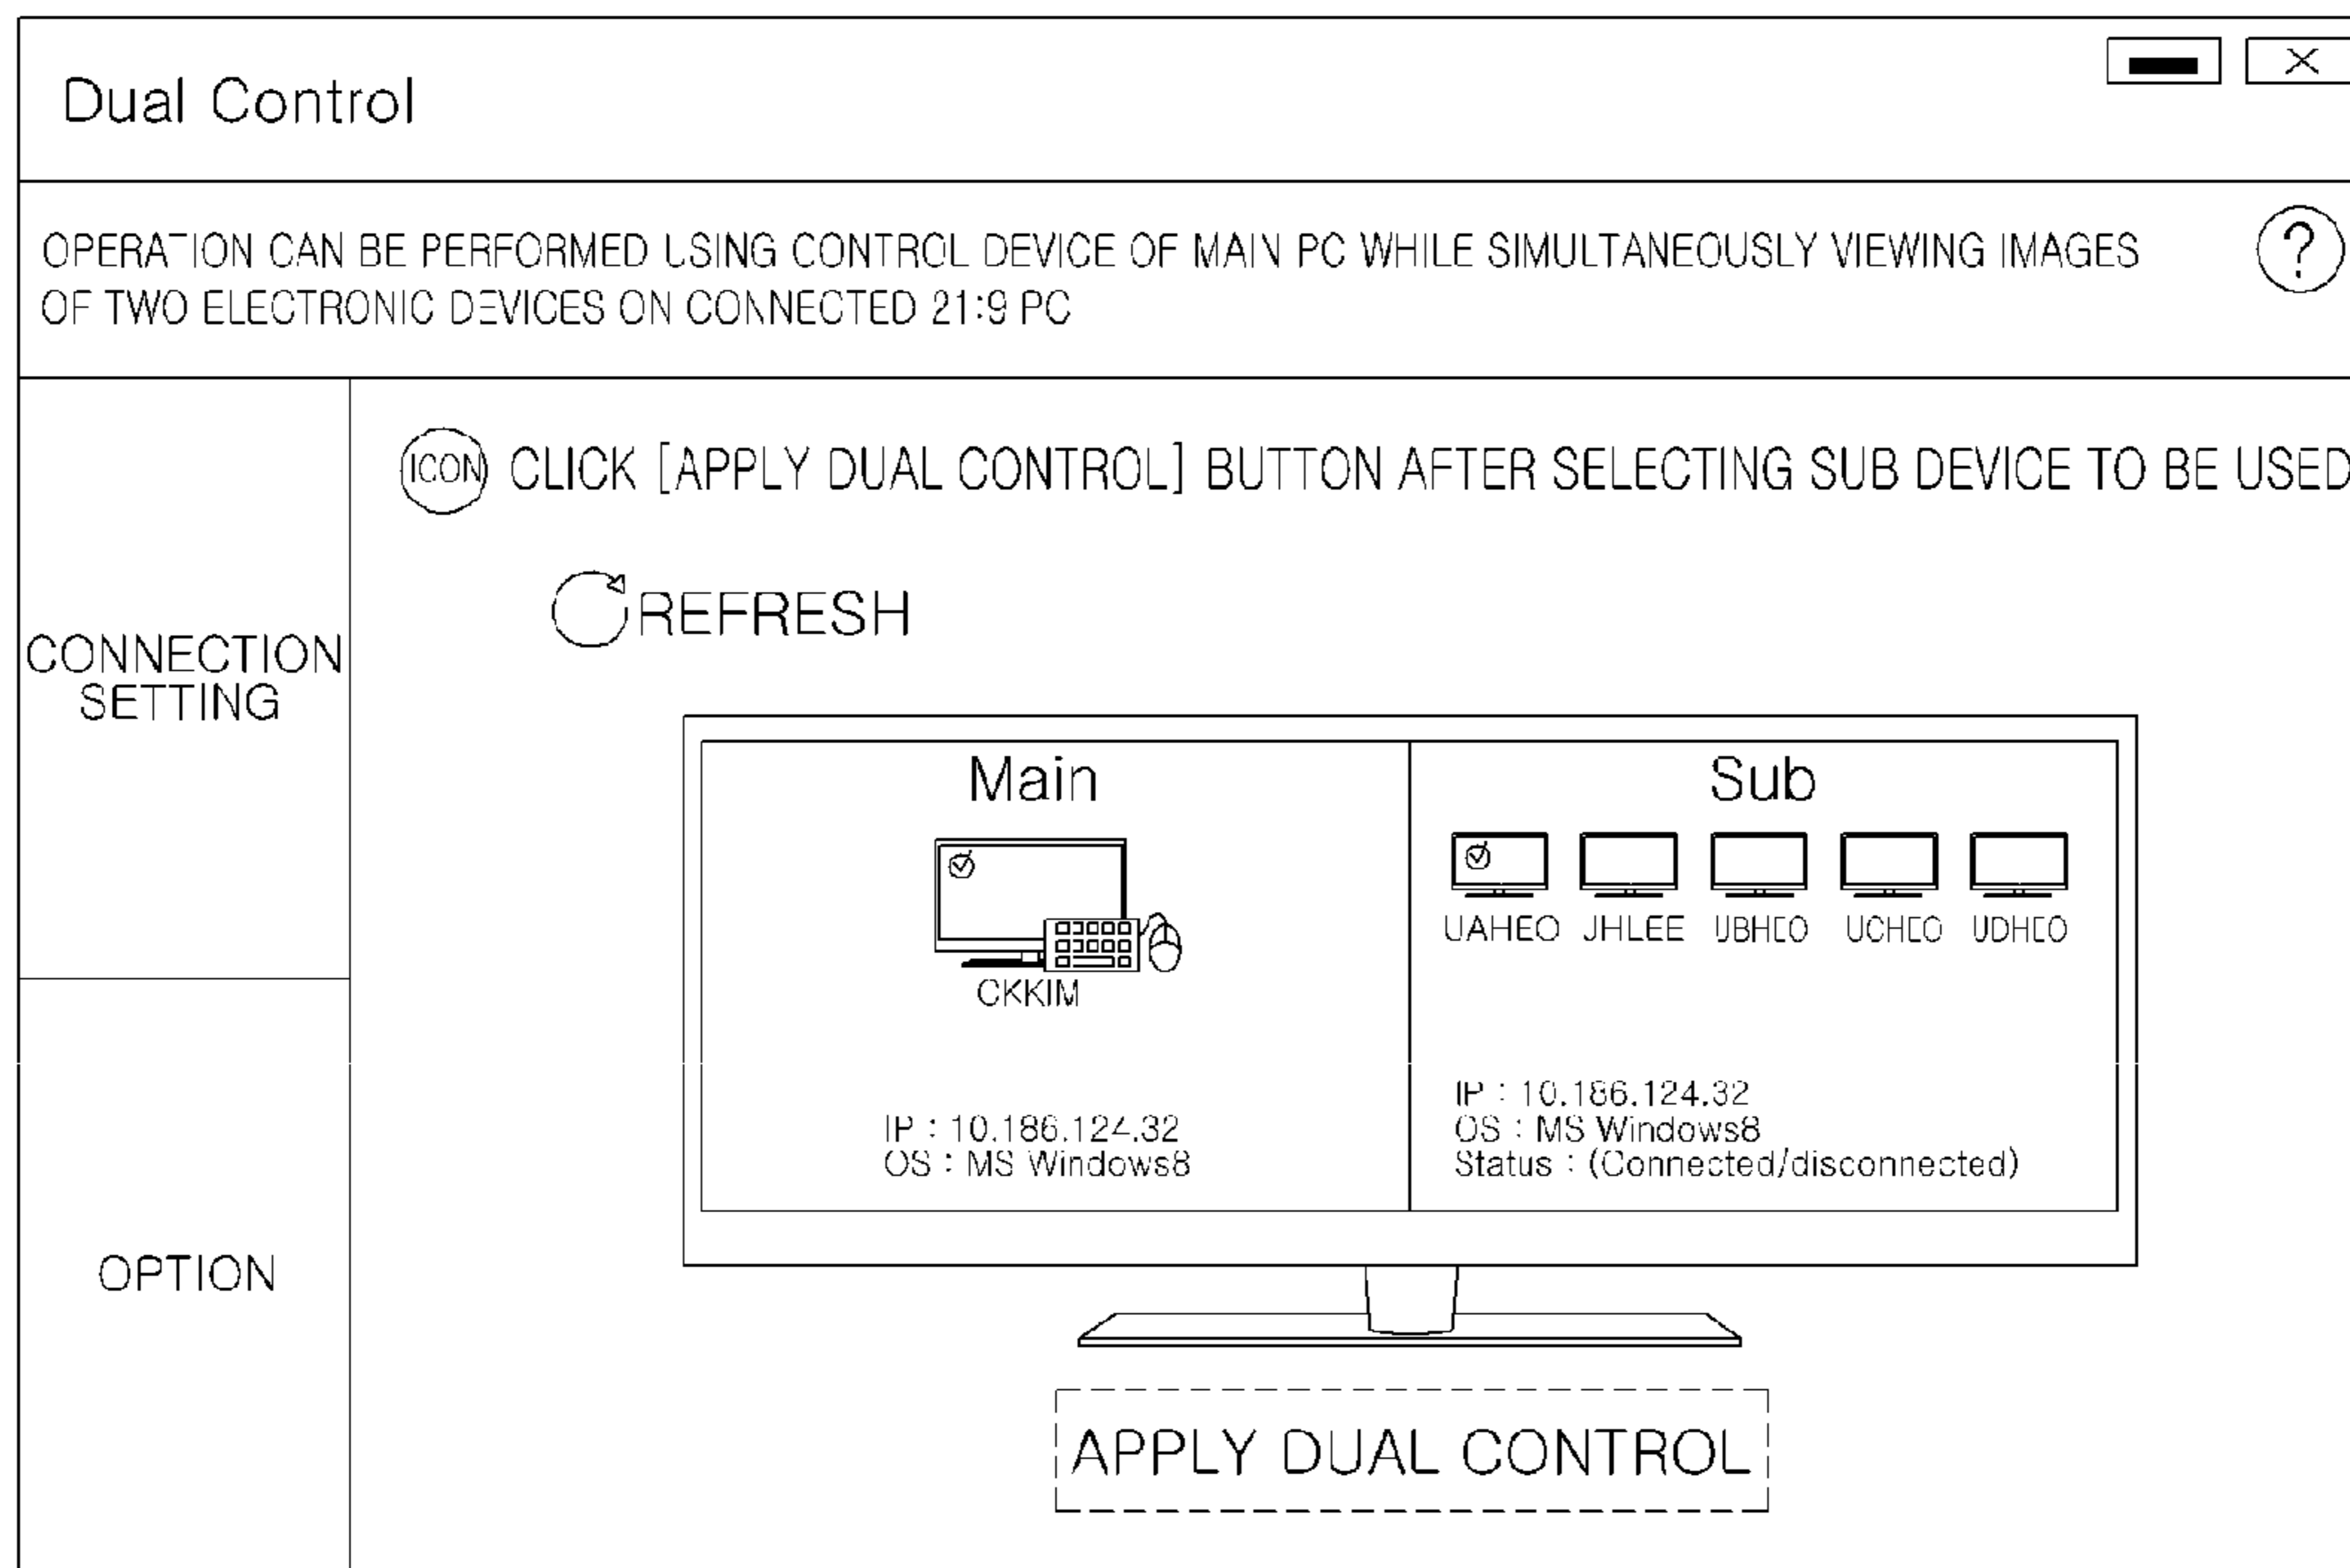 Dual Control
OPERATION CAN BE PERFORMED USING CONTROL DEVICE OF MAIN PC WHILE SIMULTANEOUSLY VIEWING IMAGES
?
OF TWO ELECTRONIC DEVICES ON CONNECTED 21:9 PC
ICON CLICK [APPLY DUAL CONTROL] BUTTON AFTER SELECTING SUB DEVICE TO BE USED
REFRESH
CONNECTION
SETTING
Main
CKKIM
IP : 10.186.124.32
OS : MS Windows8
Sub
UAHEO JHLEE UBHEO UCHEO UDHEO
IP : 10.186.124.32
OS : MS Windows8
Status : (Connected/disconnected)
OPTION
APPLY DUAL CONTROL